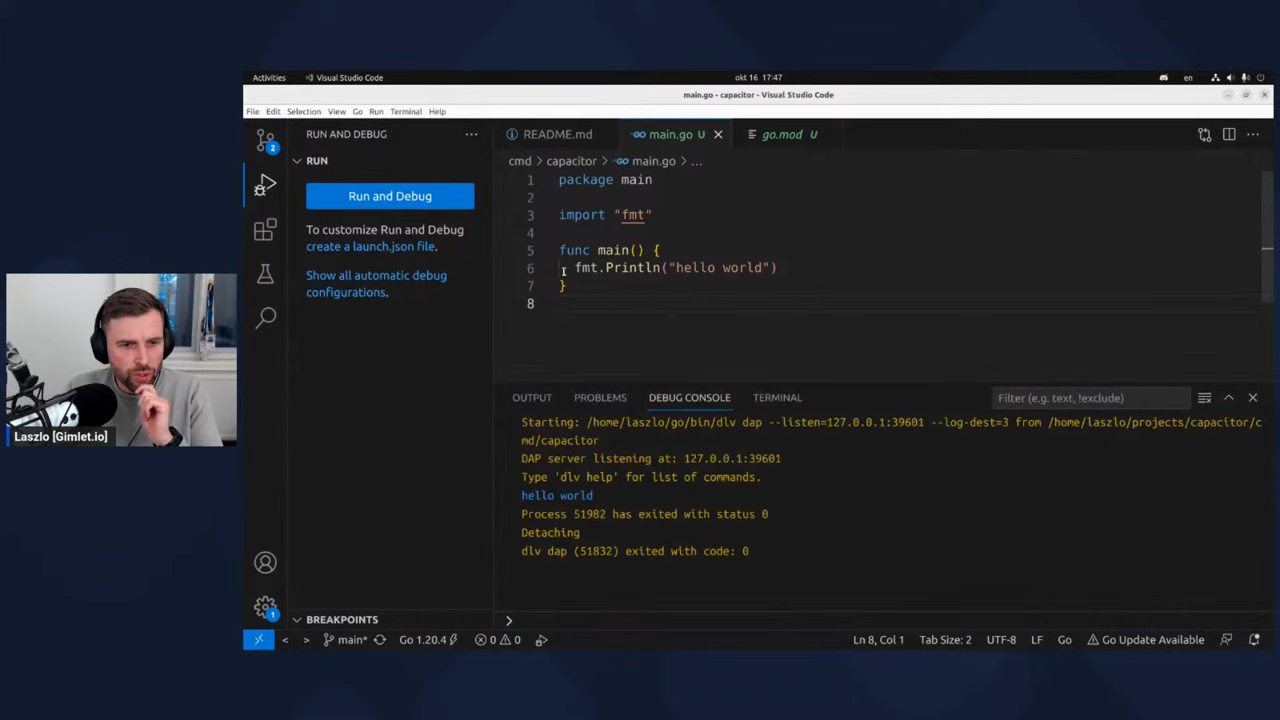 Activities
Visual Studio Code
okt 16 17:47
en
main.go - capacitor - Visual Studio Code
File Edit Selection View Go Run Terminal Help
RUN AND DEBUG
README.md
main.go U
go.mod U
RUN
cmd > capacitor > main.go > ...
Run and Debug
To customize Run and Debug
create a launch.json file.
Show all automatic debug
configurations.
2
1 package main
2
3 import "fmt"
4
5 func main() {
6 fmt.Println("hello world")
7 }
8
OUTPUT PROBLEMS DEBUG CONSOLE TERMINAL
Filter (e.g. text, !exclude)
Starting: /home/laszlo/go/bin/dlv dap --listen=127.0.0.1:39601 --log-dest=3 from /home/laszlo/projects/capacitor/c
md/capacitor
DAP server listening at: 127.0.0.1:39601
Type 'dlv help' for list of commands.
hello world
Process 51982 has exited with status 0
Detaching
dlv dap (51832) exited with code: 0
Laszlo [Gimlet.io]
1
BREAKPOINTS
main*
Go 1.20.4
0 0
Ln 8, Col 1
Tab Size: 2
UTF-8
LF
Go
Go Update Available